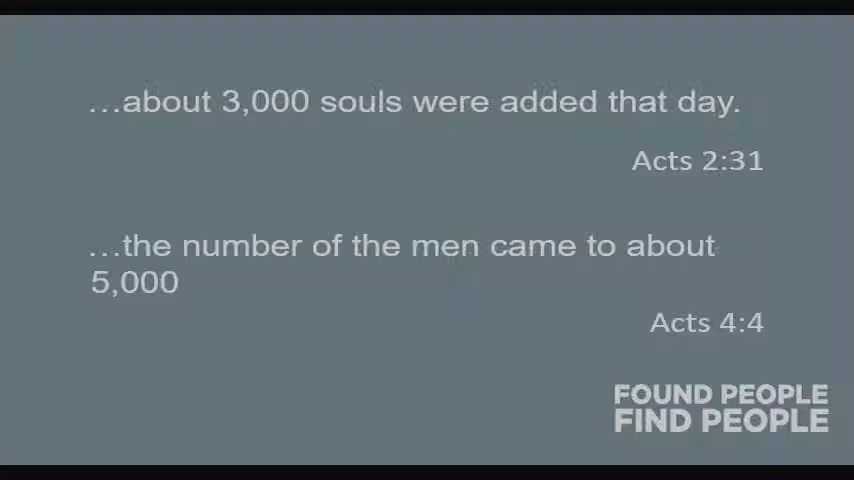 …about 3,000 souls were added that day.
Acts 2:31
…the number of the men came to about
5,000
Acts 4:4
FOUND PEOPLE
FIND PEOPLE